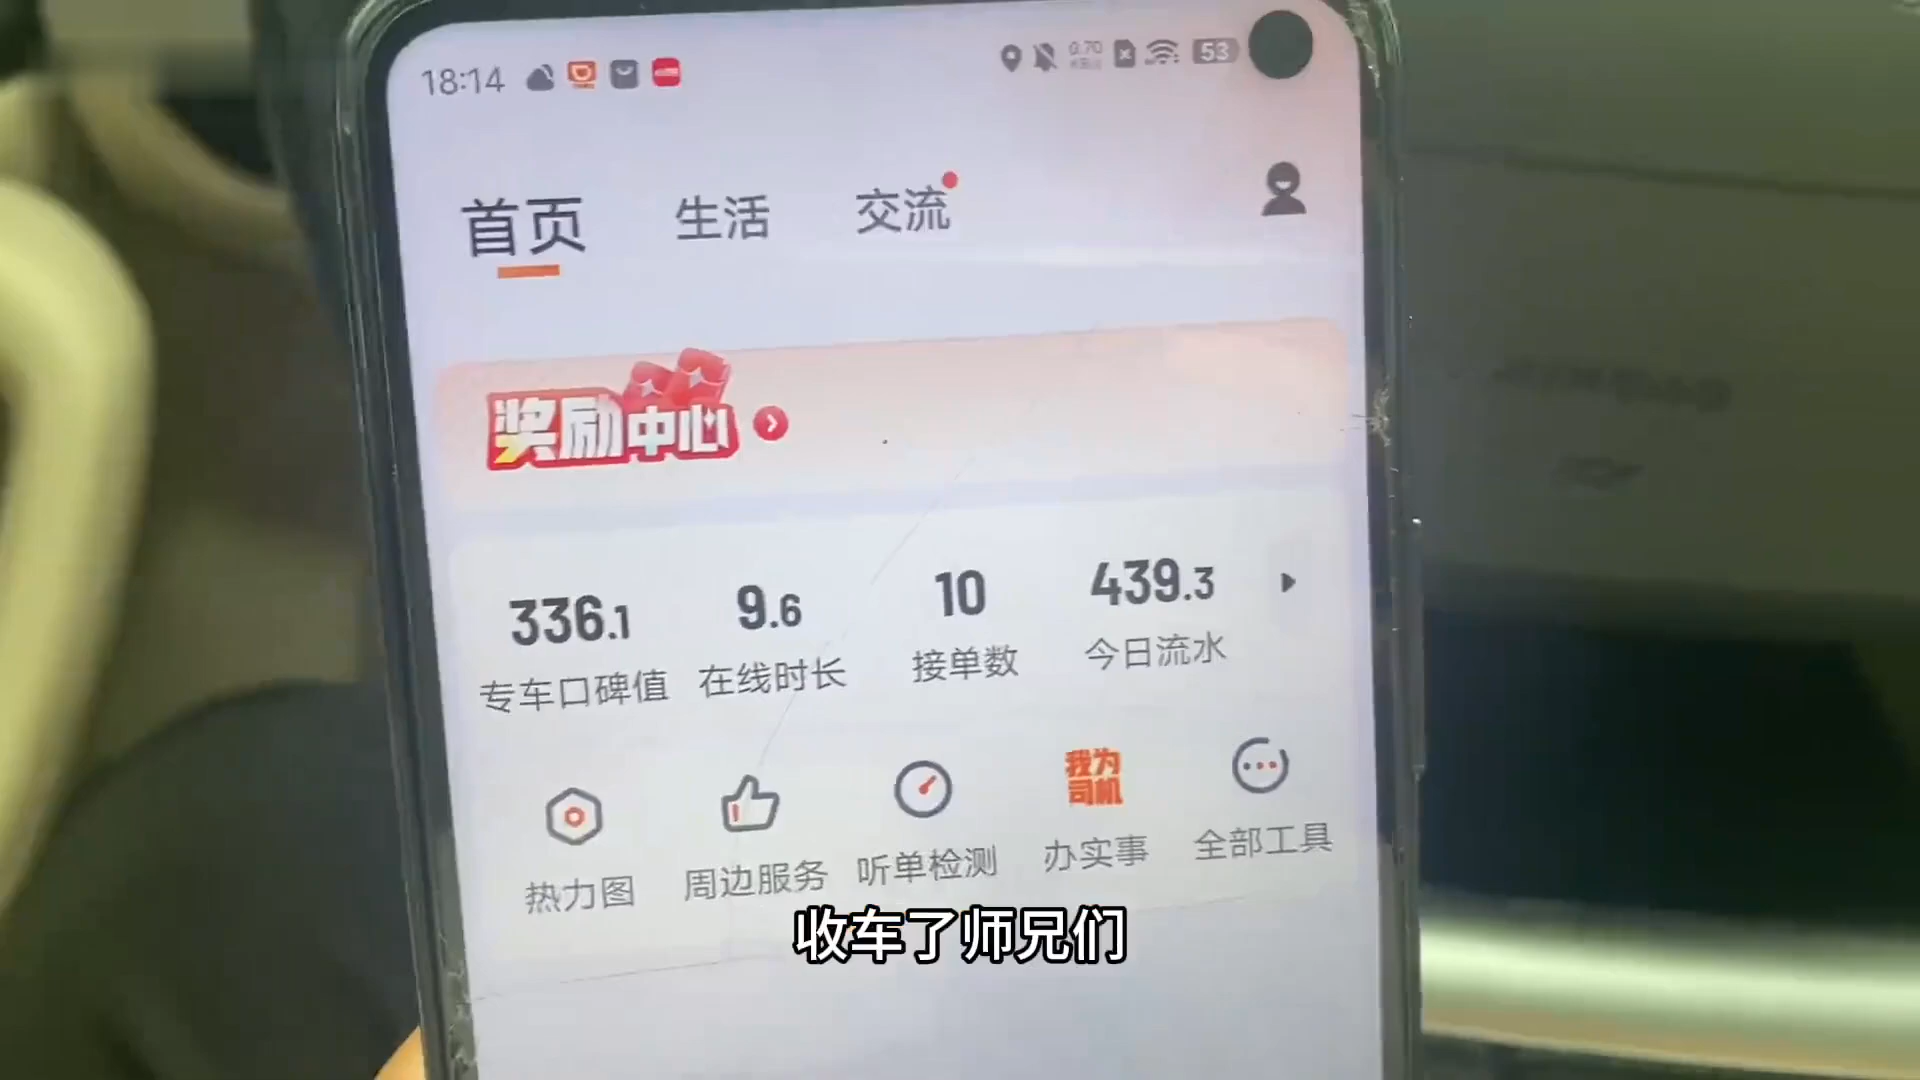 18:14
0.70
53
首页 生活 交流
奖励中心
336.1 9.6 10 439.3
专车口碑值 在线时长 接单数 今日流水
我为
司机
热力图 周边服务 听单检测 办实事 全部工具
收车了师兄们